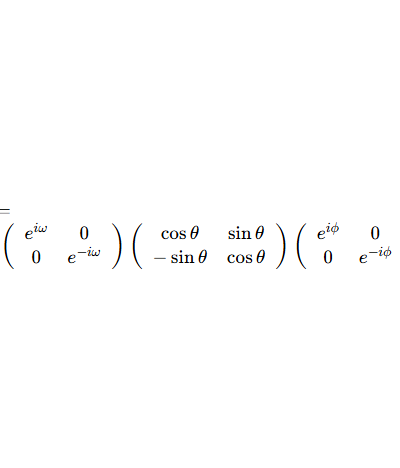 =
( e^{iω} 0 ; 0 e^{−iω} ) ( cos θ sin θ ; − sin θ cos θ ) ( e^{iϕ} 0 ; 0 e^{−iϕ}